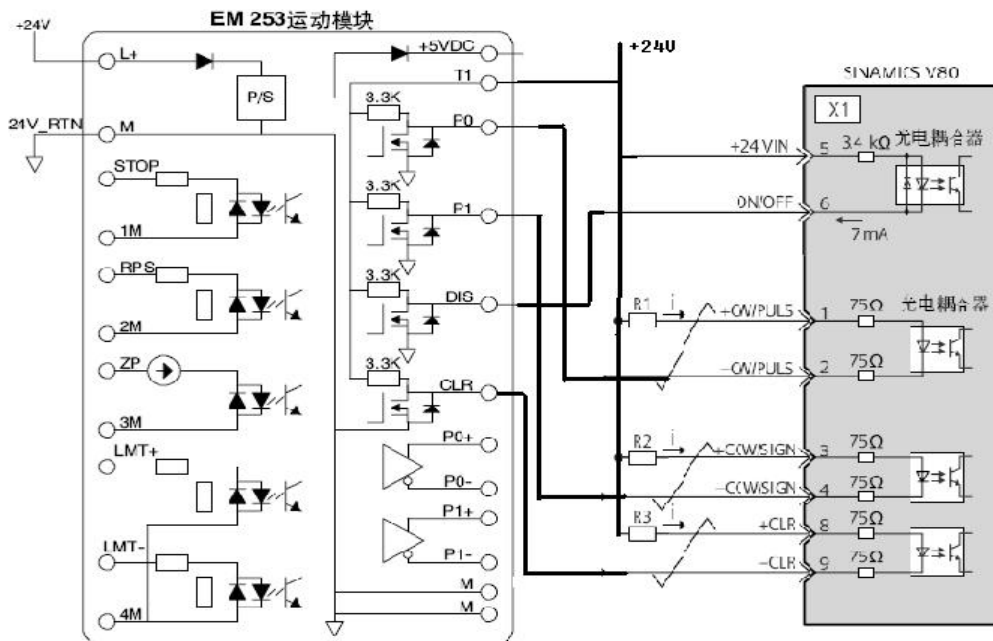 EM 253运动模块
+24V
L+
P/S
24V_RTN
M
STOP
1M
RPS
2M
ZP
3M
LMT+
LMT-
4M
+5VDC
T1
3.3K
P0
3.3K
P1
3.3K
DIS
3.3K
CLR
P0+
P0-
P1+
P1-
M
M
+24V
SINAMICS V80
X1
+24VIN
5
3.4 kΩ
光电耦合器
ON/OFF
6
7mA
光电耦合器
R1
i
+CW/PULS
1
75Ω
-CW/PULS
2
75Ω
R2
i
+CCW/SIGN
3
75Ω
-CCW/SIGN
4
75Ω
R3
i
+CLR
8
75Ω
-CLR
9
75Ω